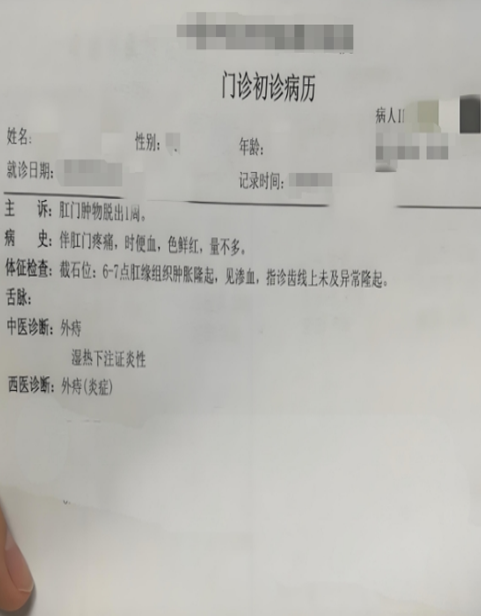 门诊初诊病历
病人I
姓名:
性别:
年龄:
就诊日期:
记录时间:
主 诉: 肛门肿物脱出1周。
病 史: 伴肛门疼痛，时便血，色鲜红，量不多。
体征检查: 截石位：6-7点肛缘组织肿胀隆起，见渗血，指诊齿线上未及异常隆起。
舌脉:
中医诊断: 外痔
湿热下注证炎性
西医诊断: 外痔(炎症)